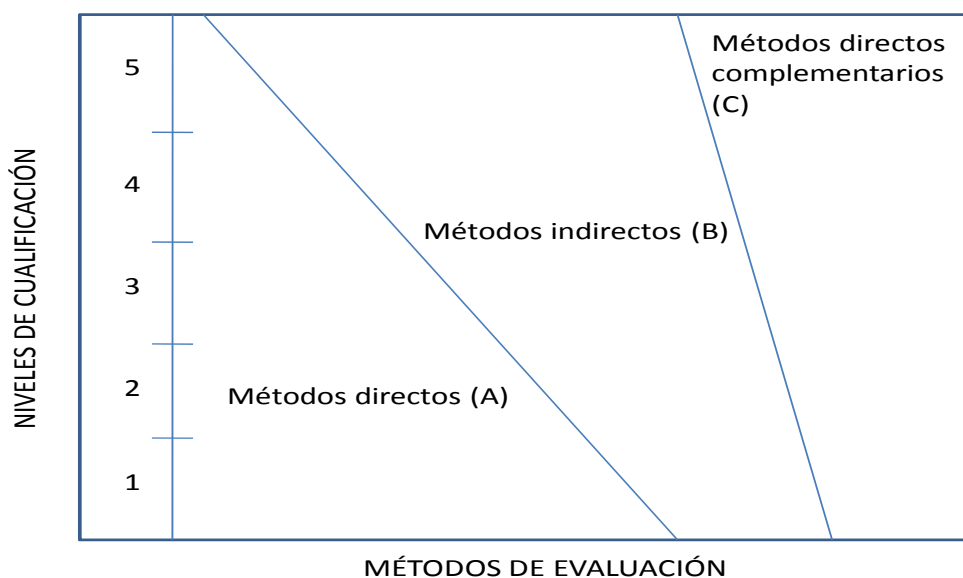 Métodos directos
complementarios
(C)
5
4
Métodos indirectos (B)
3
2
Métodos directos (A)
1
NIVELES DE CUALIFICACIÓN
MÉTODOS DE EVALUACIÓN